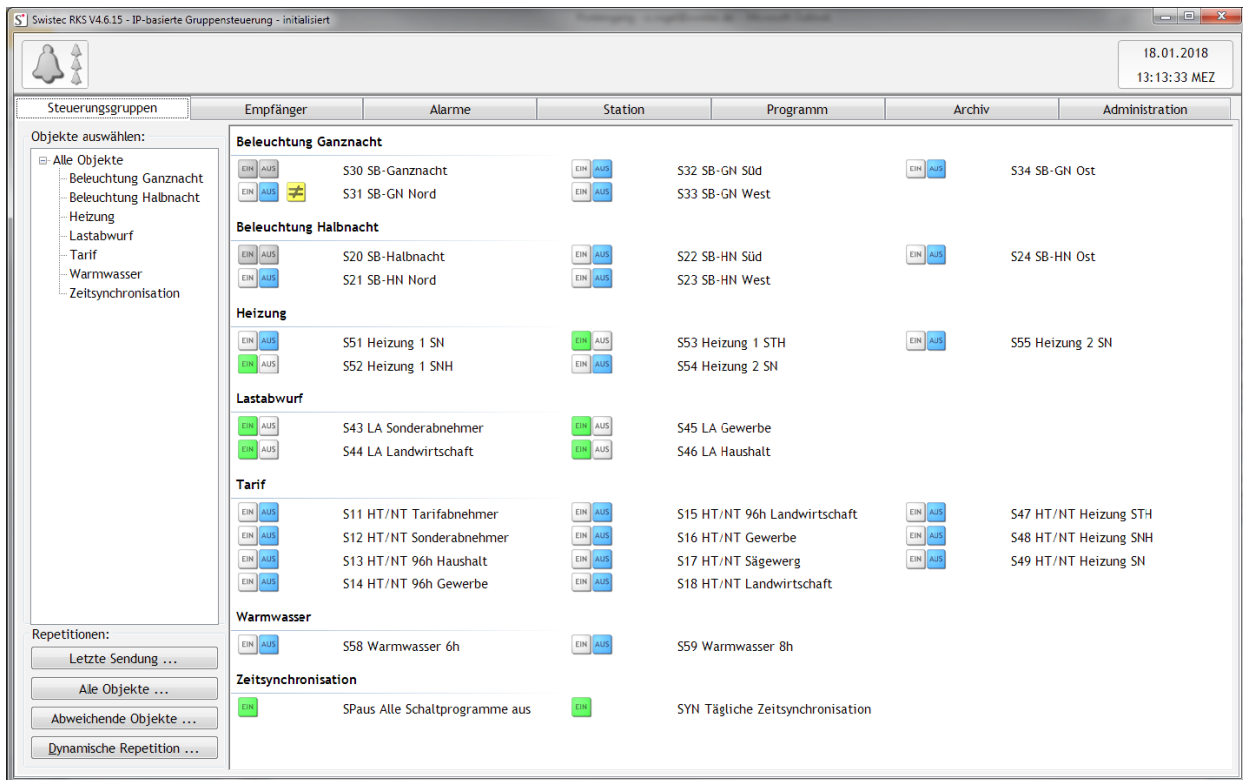 Swistec RKS V4.6.15 - IP-basierte Gruppensteuerung - initialisiert
18.01.2018
13:13:33 MEZ
Steuerungsgruppen Empfänger Alarme Station Programm Archiv Administration
Objekte auswählen:
Alle Objekte
Beleuchtung Ganznacht
Beleuchtung Halbnacht
Heizung
Lastabwurf
Tarif
Warmwasser
Zeitsynchronisation
Repetitionen:
Letzte Sendung ...
Alle Objekte ...
Abweichende Objekte ...
Dynamische Repetition ...
Beleuchtung Ganznacht
EIN AUS S30 SB-Ganznacht EIN AUS S32 SB-GN Süd EIN AUS S34 SB-GN Ost
EIN AUS ≠ S31 SB-GN Nord EIN AUS S33 SB-GN West
Beleuchtung Halbnacht
EIN AUS S20 SB-Halbnacht EIN AUS S22 SB-HN Süd EIN AUS S24 SB-HN Ost
EIN AUS S21 SB-HN Nord EIN AUS S23 SB-HN West
Heizung
EIN AUS S51 Heizung 1 SN EIN AUS S53 Heizung 1 STH EIN AUS S55 Heizung 2 SN
EIN AUS S52 Heizung 1 SNH EIN AUS S54 Heizung 2 SN
Lastabwurf
EIN AUS S43 LA Sonderabnehmer EIN AUS S45 LA Gewerbe
EIN AUS S44 LA Landwirtschaft EIN AUS S46 LA Haushalt
Tarif
EIN AUS S11 HT/NT Tarifabnehmer EIN AUS S15 HT/NT 96h Landwirtschaft EIN AUS S47 HT/NT Heizung STH
EIN AUS S12 HT/NT Sonderabnehmer EIN AUS S16 HT/NT Gewerbe EIN AUS S48 HT/NT Heizung SNH
EIN AUS S13 HT/NT 96h Haushalt EIN AUS S17 HT/NT Sägewerg EIN AUS S49 HT/NT Heizung SN
EIN AUS S14 HT/NT 96h Gewerbe EIN AUS S18 HT/NT Landwirtschaft
Warmwasser
EIN AUS S58 Warmwasser 6h EIN AUS S59 Warmwasser 8h
Zeitsynchronisation
EIN SPaus Alle Schaltprogramme aus EIN SYN Tägliche Zeitsynchronisation